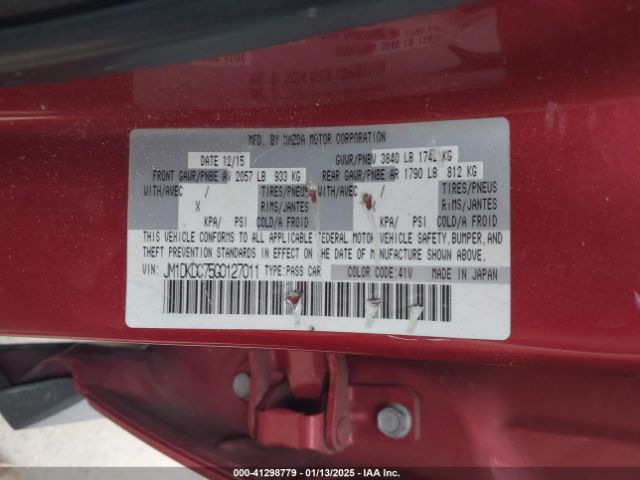 MFD. BY MAZDA MOTOR CORPORATION
DATE 12/15 GVWR/PNBV 3840 LB 1742 KG
FRONT GAWR/PNBE AV 2057 LB 933 KG REAR GAWR/PNBE AR 1790 LB 812 KG
WITH/AVEC / TIRES/PNEUS WITH/AVEC / TIRES/PNEUS
X RIMS/JANTES X RIMS/JANTES
KPA/ PSI COLD/A FROID KPA/ PSI COLD/A FROID
THIS VEHICLE CONFORMS TO ALL APPLICABLE FEDERAL MOTOR VEHICLE SAFETY, BUMPER, AND
THEFT PREVENTION STANDARDS IN EFFECT ON THE DATE OF MANUFACTURE SHOWN ABOVE.
VIN: JM1DKDC75G0127011 TYPE: PASS CAR COLOR CODE: 41V MADE IN JAPAN
000-41298779 — 01/13/2025 — IAA Inc.